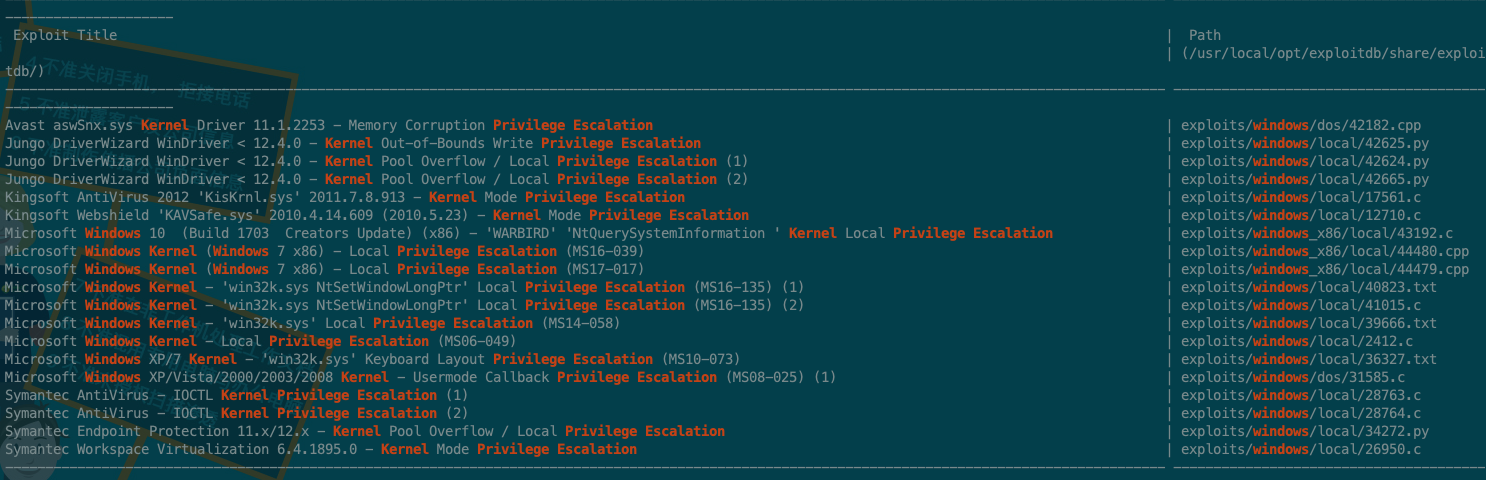 Exploit Title | Path
| (/usr/local/opt/exploitdb/share/exploi
tdb/)
Avast aswSnx.sys Kernel Driver 11.1.2253 - Memory Corruption Privilege Escalation | exploits/windows/dos/42182.cpp
Jungo DriverWizard WinDriver < 12.4.0 - Kernel Out-of-Bounds Write Privilege Escalation | exploits/windows/local/42625.py
Jungo DriverWizard WinDriver < 12.4.0 - Kernel Pool Overflow / Local Privilege Escalation (1) | exploits/windows/local/42624.py
Jungo DriverWizard WinDriver < 12.4.0 - Kernel Pool Overflow / Local Privilege Escalation (2) | exploits/windows/local/42665.py
Kingsoft AntiVirus 2012 'KisKrnl.sys' 2011.7.8.913 - Kernel Mode Privilege Escalation | exploits/windows/local/17561.c
Kingsoft Webshield 'KAVSafe.sys' 2010.4.14.609 (2010.5.23) - Kernel Mode Privilege Escalation | exploits/windows/local/12710.c
Microsoft Windows 10  (Build 1703  Creators Update) (x86) - 'WARBIRD' 'NtQuerySystemInformation ' Kernel Local Privilege Escalation | exploits/windows_x86/local/43192.c
Microsoft Windows Kernel (Windows 7 x86) - Local Privilege Escalation (MS16-039) | exploits/windows_x86/local/44480.cpp
Microsoft Windows Kernel (Windows 7 x86) - Local Privilege Escalation (MS17-017) | exploits/windows_x86/local/44479.cpp
Microsoft Windows Kernel - 'win32k.sys NtSetWindowLongPtr' Local Privilege Escalation (MS16-135) (1) | exploits/windows/local/40823.txt
Microsoft Windows Kernel - 'win32k.sys NtSetWindowLongPtr' Local Privilege Escalation (MS16-135) (2) | exploits/windows/local/41015.c
Microsoft Windows Kernel - 'win32k.sys' Local Privilege Escalation (MS14-058) | exploits/windows/local/39666.txt
Microsoft Windows Kernel - Local Privilege Escalation (MS06-049) | exploits/windows/local/2412.c
Microsoft Windows XP/7 Kernel - 'win32k.sys' Keyboard Layout Privilege Escalation (MS10-073) | exploits/windows/local/36327.txt
Microsoft Windows XP/Vista/2000/2003/2008 Kernel - Usermode Callback Privilege Escalation (MS08-025) (1) | exploits/windows/dos/31585.c
Symantec AntiVirus - IOCTL Kernel Privilege Escalation (1) | exploits/windows/local/28763.c
Symantec AntiVirus - IOCTL Kernel Privilege Escalation (2) | exploits/windows/local/28764.c
Symantec Endpoint Protection 11.x/12.x - Kernel Pool Overflow / Local Privilege Escalation | exploits/windows/local/34272.py
Symantec Workspace Virtualization 6.4.1895.0 - Kernel Mode Privilege Escalation | exploits/windows/local/26950.c
4.不准关闭手机，拒接电话